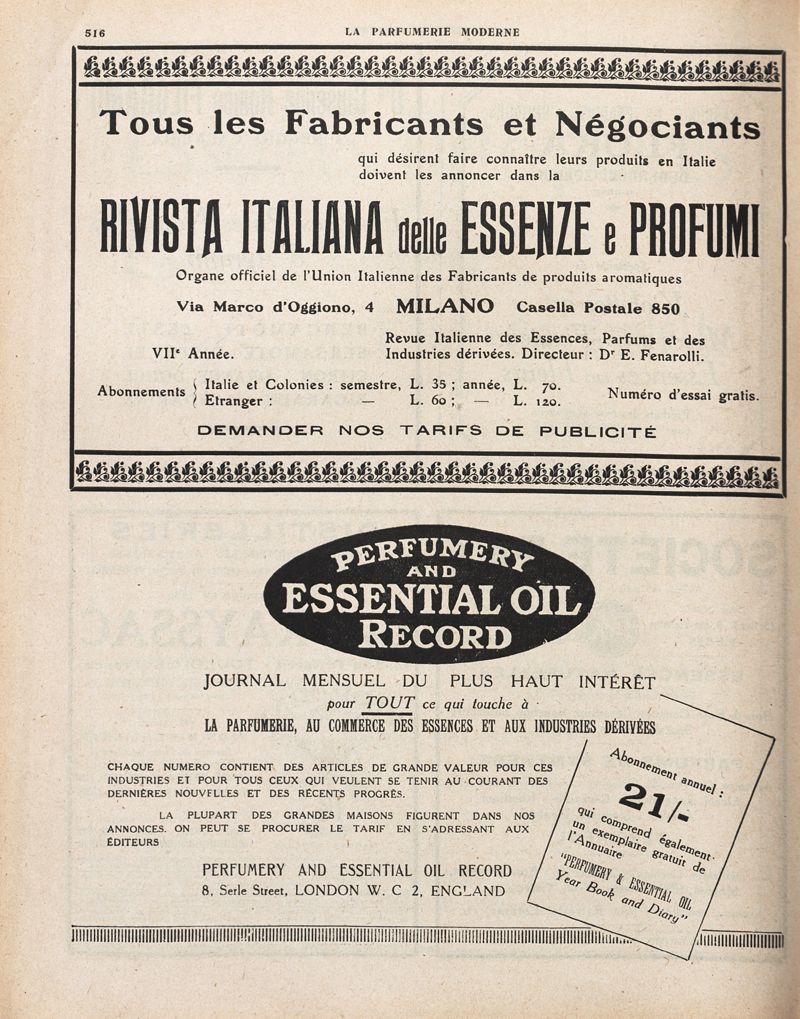 516
LA PARFUMERIE MODERNE
Tous les Fabricants et Négociants
qui désirent faire connaître leurs produits en Italie
doivent les annoncer dans la
RIVISTA ITALIANA delle ESSENZE e PROFUMI
Organe officiel de l'Union Italienne des Fabricants de produits aromatiques
Via Marco d'Oggiono, 4 MILANO Casella Postale 850
VIIe Année.
Revue Italienne des Essences, Parfums et des
Industries dérivées. Directeur : Dr E. Fenarolli.
Abonnements
Italie et Colonies : semestre, L. 35 ; année, L. 70.
Etranger : — L. 60 ; — L. 120.
Numéro d'essai gratis.
DEMANDER NOS TARIFS DE PUBLICITÉ
PERFUMERY
AND
ESSENTIAL OIL
RECORD
JOURNAL MENSUEL DU PLUS HAUT INTÉRÊT
pour TOUT ce qui touche à
LA PARFUMERIE, AU COMMERCE DES ESSENCES ET AUX INDUSTRIES DÉRIVÉES
CHAQUE NUMERO CONTIENT DES ARTICLES DE GRANDE VALEUR POUR CES
INDUSTRIES ET POUR TOUS CEUX QUI VEULENT SE TENIR AU COURANT DES
DERNIÈRES NOUVELLES ET DES RÉCENTS PROGRÈS.
LA PLUPART DES GRANDES MAISONS FIGURENT DANS NOS
ANNONCES. ON PEUT SE PROCURER LE TARIF EN S'ADRESSANT AUX
ÉDITEURS
PERFUMERY AND ESSENTIAL OIL RECORD
8, Serle Street, LONDON W. C 2, ENGLAND
Abonnement annuel :
21/-
qui comprend également
un exemplaire gratuit de
l'Annuaire
"PERFUMERY & ESSENTIAL OIL
Year Book and Diary"